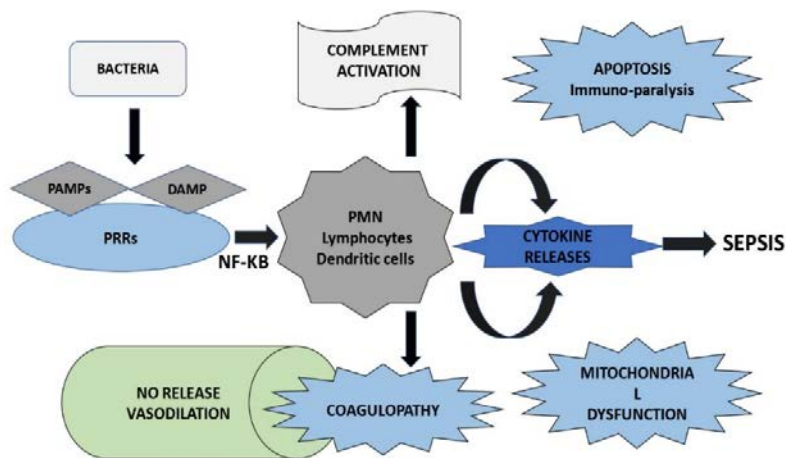 BACTERIA
COMPLEMENT
ACTIVATION
APOPTOSIS
Immuno-paralysis
PAMPs
DAMP
PRRs
NF-KB
PMN
Lymphocytes
Dendritic cells
CYTOKINE
RELEASES
SEPSIS
NO RELEASE
VASODILATION
COAGULOPATHY
MITOCHONDRIA
L
DYSFUNCTION